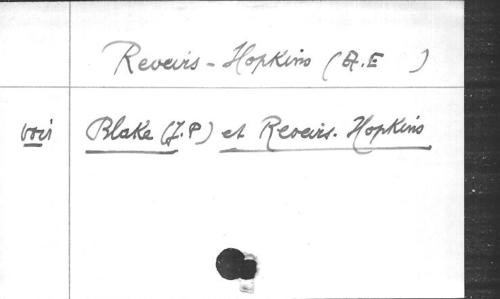 Reveirs-Hopkins (A.E )
voir Blake (J.P) et Reveirs-Hopkins